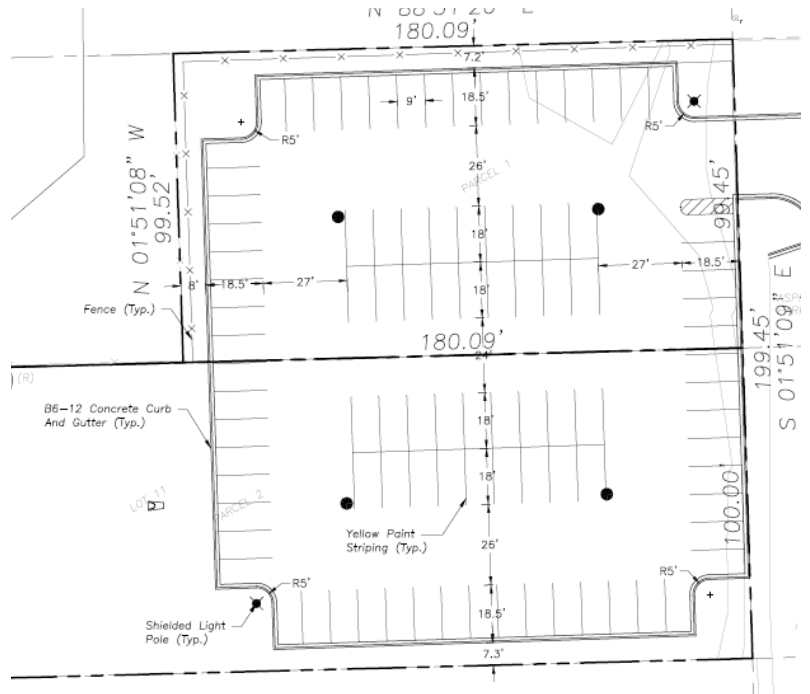 180.09'
7.2'
18.5'
9'
R5'
R5'
N 01°51'08" W
99.52'
26'
PARCEL 1
99.45'
18'
8'
18.5'
27'
27'
18.5'
18'
Fence (Typ.)
180.09'
24'
199.45'
S 01°51'09" E
(R)
B6-12 Concrete Curb
And Gutter (Typ.)
18'
18'
LOT 11
PARCEL 2
100.00'
Yellow Paint
Striping (Typ.)
26'
R5'
R5'
Shielded Light
Pole (Typ.)
18.5'
7.3'